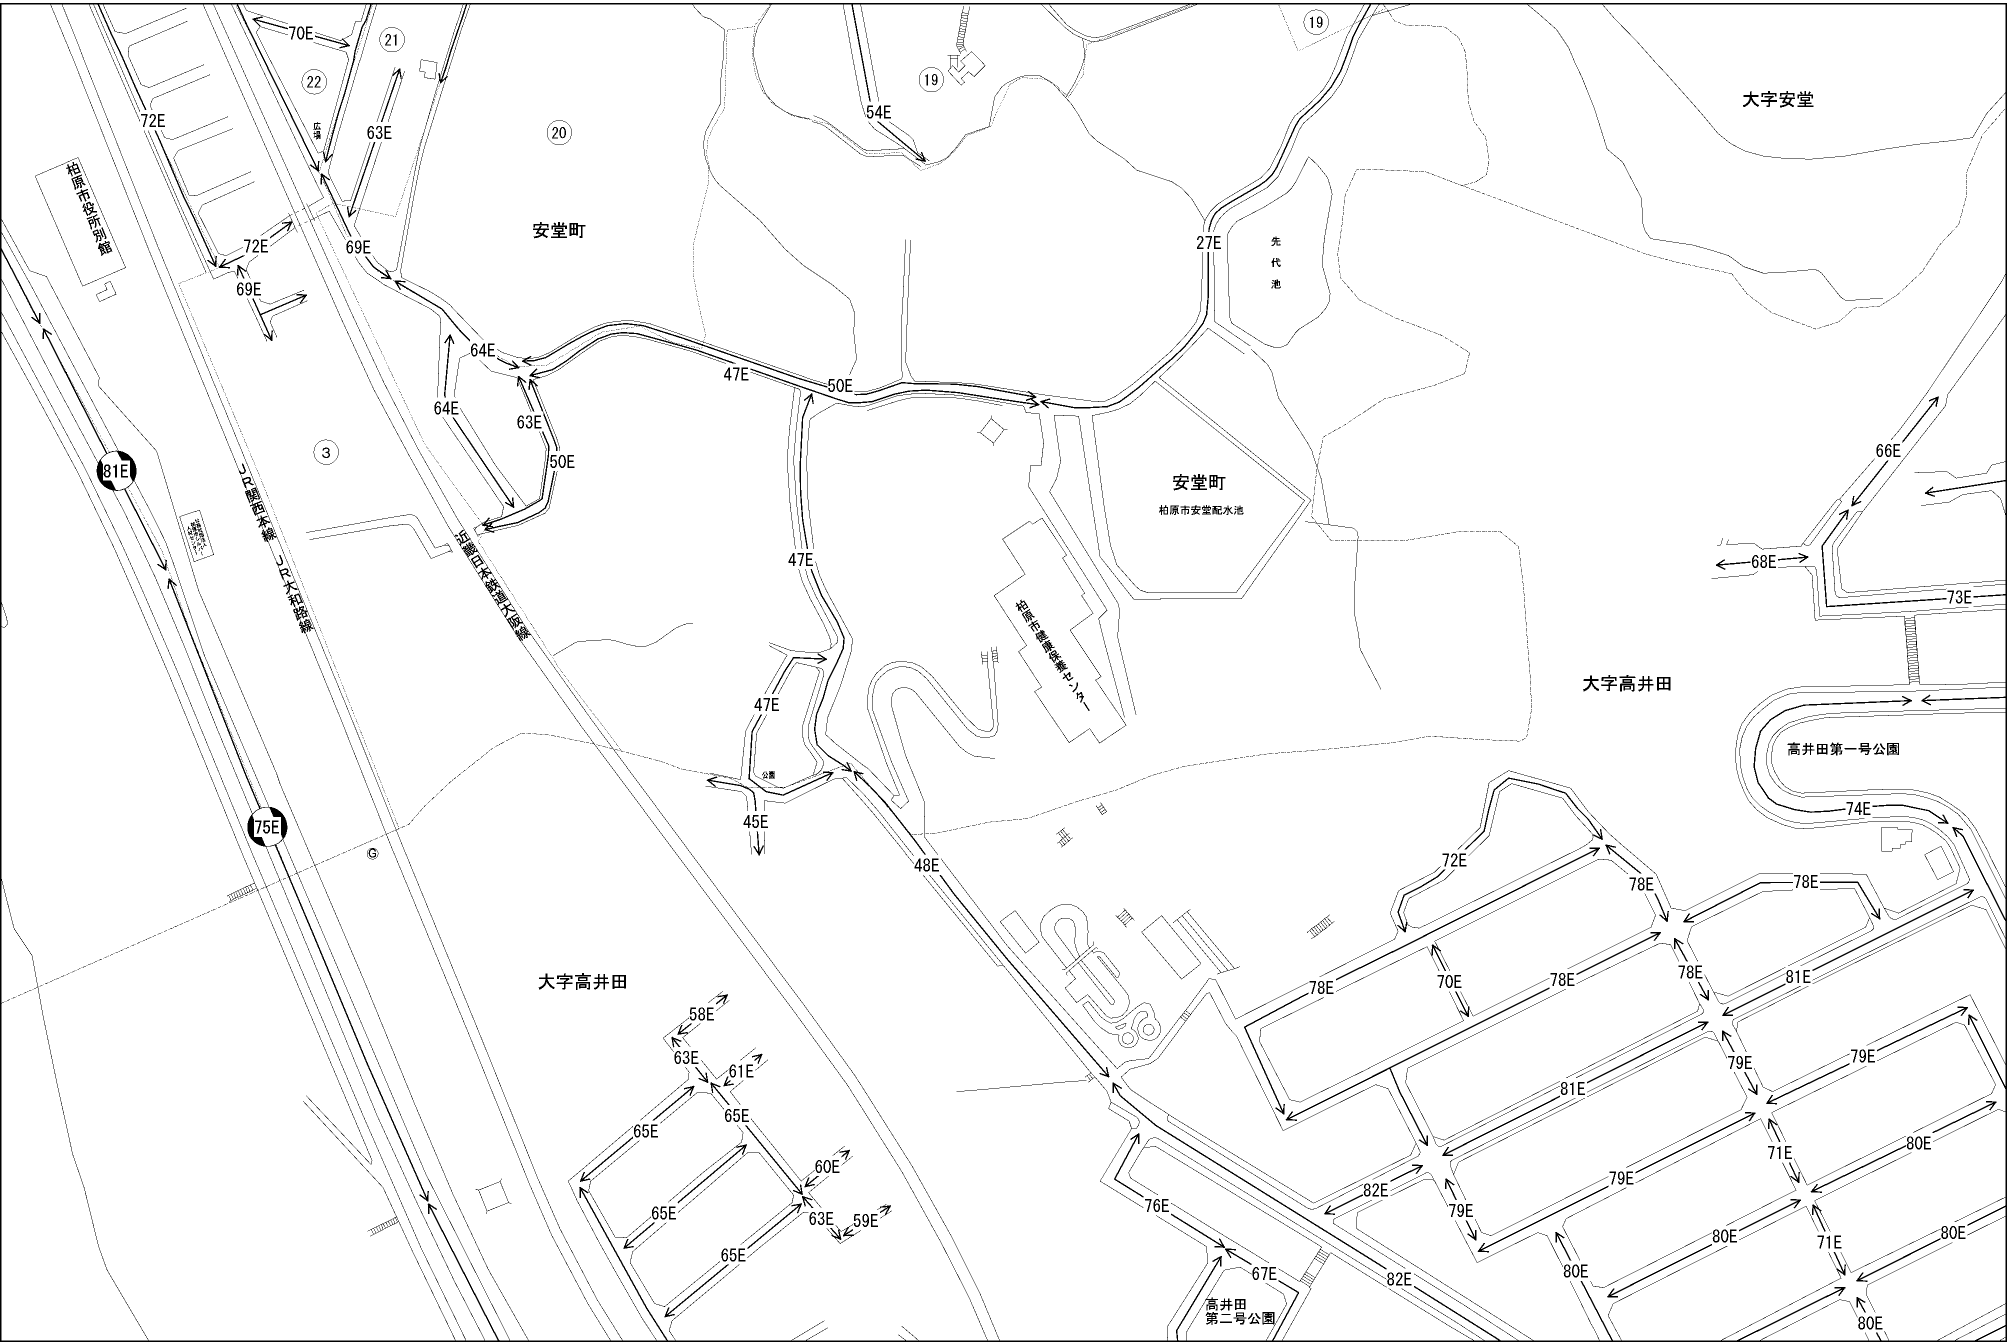 70E
21
19
22
19
大字安堂
72E
広場
63E
54E
20
柏原市役所別館
安堂町
72E
69E
27E
先代池
69E
64E
47E
50E
64E
63E
3
50E
81E
66E
安堂町
柏原市安堂配水池
JR関西本線 JR大和路線
近畿日本鉄道大阪線
47E
68E
73E
柏原市健康保養センター
大字高井田
47E
高井田第一号公園
公園
45E
75E
74E
G
48E
72E
78E
78E
大字高井田
78E
70E
78E
78E
81E
58E
63E
61E
79E
79E
81E
65E
65E
60E
71E
80E
79E
82E
65E
63E
59E
76E
79E
71E
80E
80E
65E
67E
82E
80E
高井田
第二号公園
80E